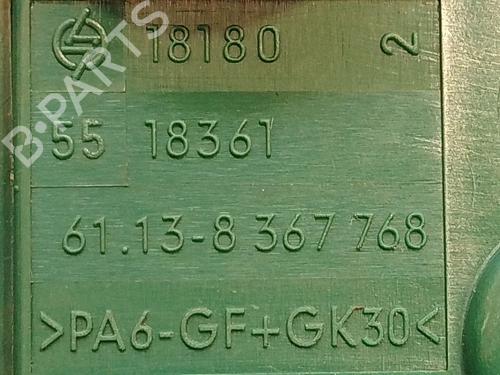 18180 2
55 18361
61.13-8 367 768
>PA6-GF+GK30<
B-PARTS